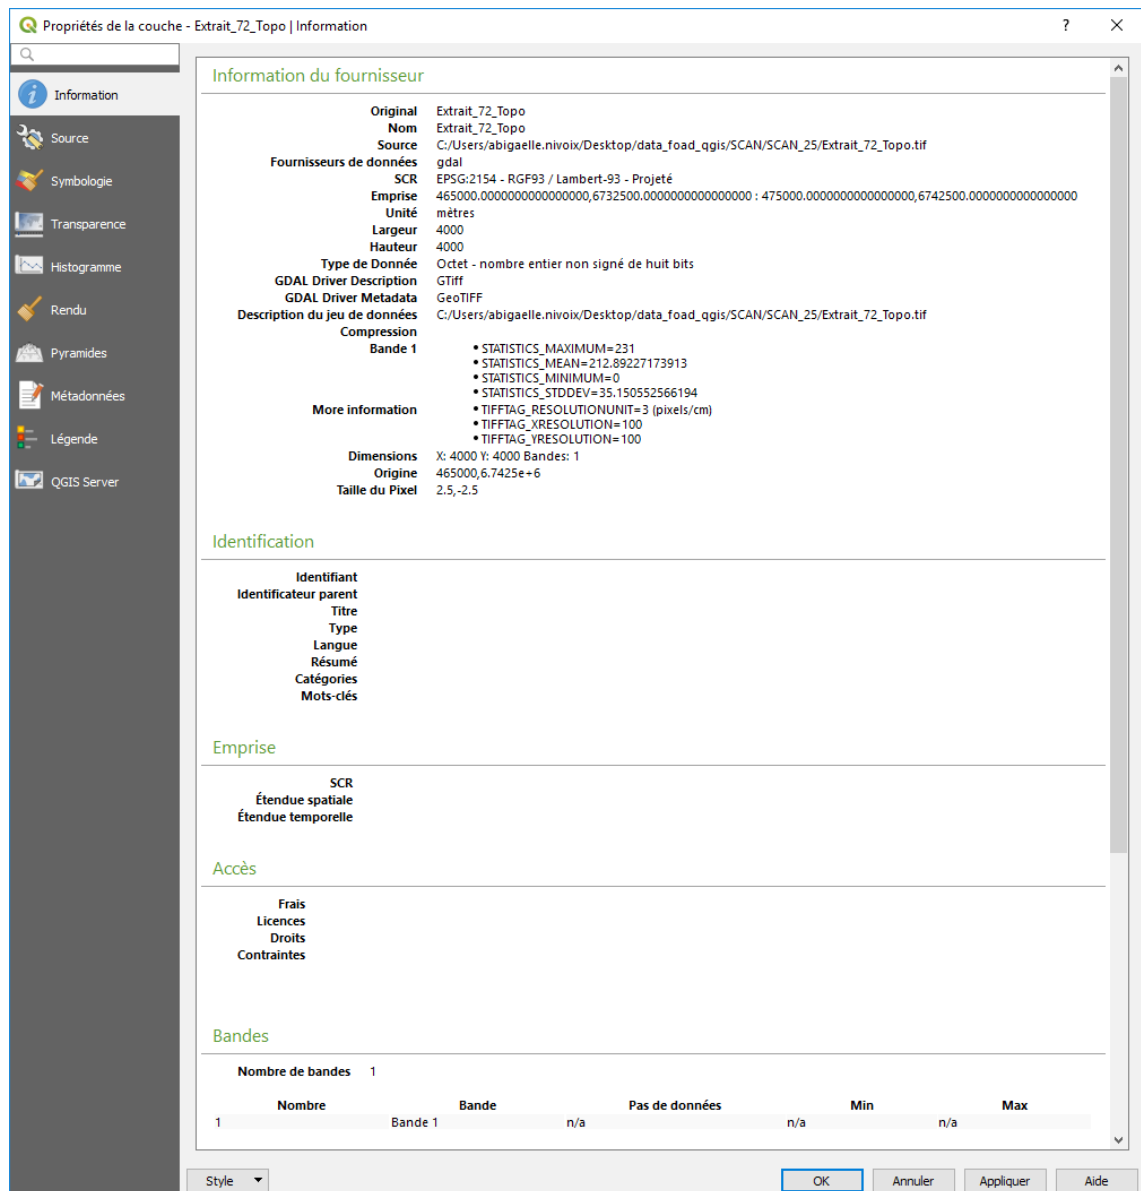 Propriétés de la couche - Extrait_72_Topo | Information
Information
Source
Symbologie
Transparence
Histogramme
Rendu
Pyramides
Métadonnées
Légende
QGIS Server
Information du fournisseur
Original Extrait_72_Topo
Nom Extrait_72_Topo
Source C:/Users/abigaelle.nivoix/Desktop/data_foad_qgis/SCAN/SCAN_25/Extrait_72_Topo.tif
Fournisseurs de données gdal
SCR EPSG:2154 - RGF93 / Lambert-93 - Projeté
Emprise 465000.0000000000000000,6732500.0000000000000000 : 475000.0000000000000000,6742500.0000000000000000
Unité mètres
Largeur 4000
Hauteur 4000
Type de Donnée Octet - nombre entier non signé de huit bits
GDAL Driver Description GTiff
GDAL Driver Metadata GeoTIFF
Description du jeu de données C:/Users/abigaelle.nivoix/Desktop/data_foad_qgis/SCAN/SCAN_25/Extrait_72_Topo.tif
Compression
Bande 1 • STATISTICS_MAXIMUM=231
• STATISTICS_MEAN=212.89227173913
• STATISTICS_MINIMUM=0
• STATISTICS_STDDEV=35.150552566194
More information • TIFFTAG_RESOLUTIONUNIT=3 (pixels/cm)
• TIFFTAG_XRESOLUTION=100
• TIFFTAG_YRESOLUTION=100
Dimensions X: 4000 Y: 4000 Bandes: 1
Origine 465000,6.7425e+6
Taille du Pixel 2.5,-2.5
Identification
Identifiant
Identificateur parent
Titre
Type
Langue
Résumé
Catégories
Mots-clés
Emprise
SCR
Étendue spatiale
Étendue temporelle
Accès
Frais
Licences
Droits
Contraintes
Bandes
Nombre de bandes 1
Nombre Bande Pas de données Min Max
1 Bande 1 n/a n/a n/a
Style OK Annuler Appliquer Aide